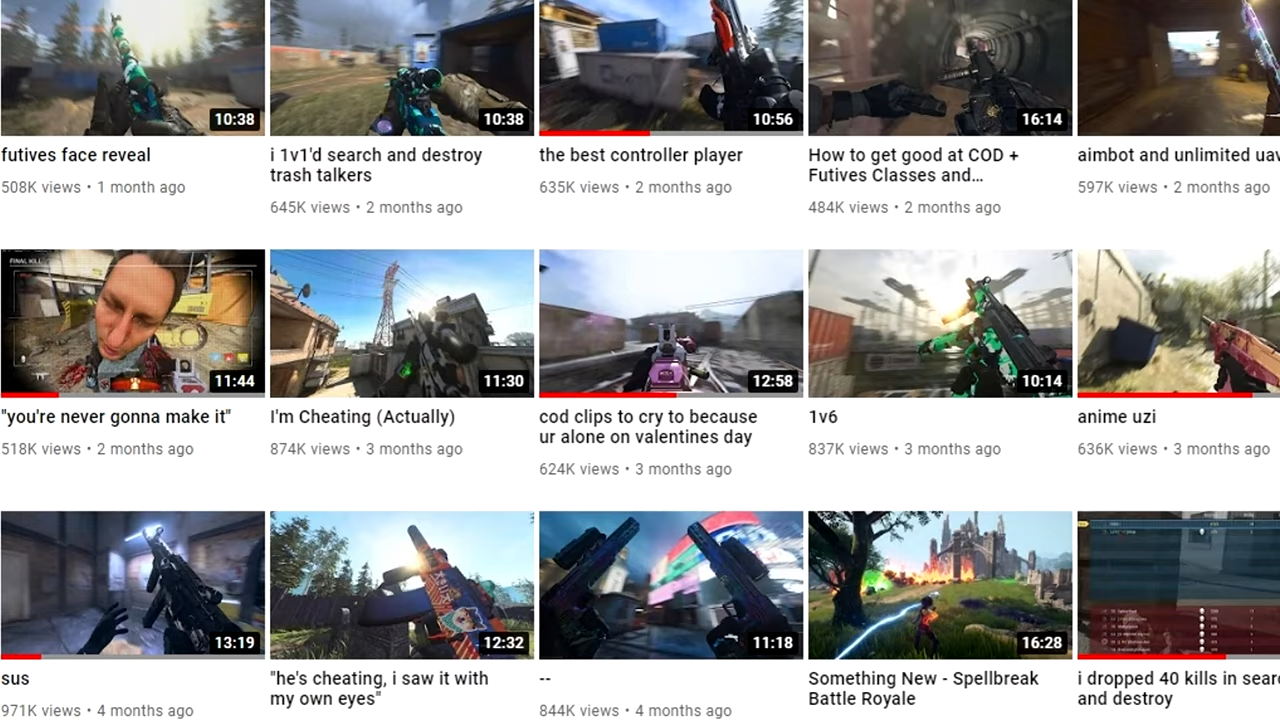 10:38
10:38
10:56
16:14
futives face reveal
508K views • 1 month ago
i 1v1'd search and destroy
trash talkers
645K views • 2 months ago
the best controller player
635K views • 2 months ago
How to get good at COD +
Futives Classes and…
484K views • 2 months ago
aimbot and unlimited uav
597K views • 2 months ago
FINAL KILL
11:44
11:30
12:58
10:14
"you're never gonna make it"
518K views • 2 months ago
I'm Cheating (Actually)
874K views • 3 months ago
cod clips to cry to because
ur alone on valentines day
624K views • 3 months ago
1v6
837K views • 3 months ago
anime uzi
636K views • 3 months ago
13:19
12:32
11:18
16:28
sus
971K views • 4 months ago
"he's cheating, i saw it with
my own eyes"
--
844K views • 4 months ago
Something New - Spellbreak
Battle Royale
i dropped 40 kills in sear
and destroy